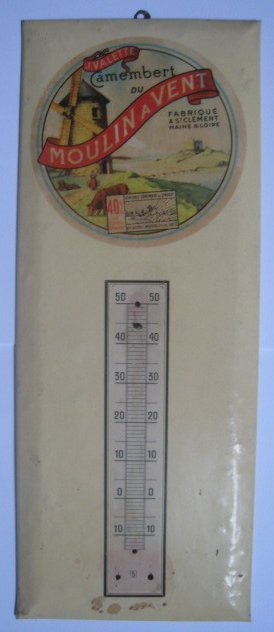 J. VALETTE
Camembert
DU
MOULIN A VENT
FABRIQUÉ
A ST CLÉMENT
MAINE & LOIRE
40%
50 50
40 40
30 30
20 20
10 10
0 0
10 10
5